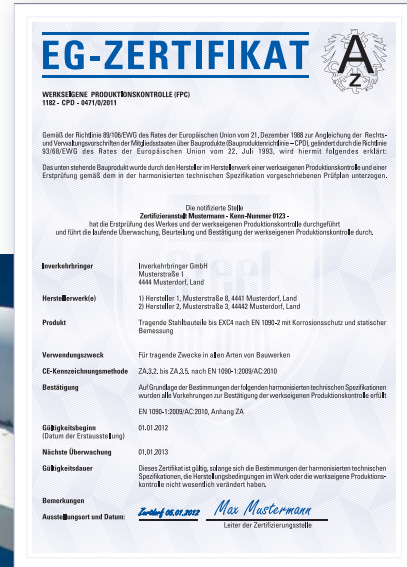 EG-ZERTIFIKAT
A
Z
WERKSEIGENE PRODUKTIONSKONTROLLE (FPC)
1182 - CPD - 0471/0/2011
Gemäß der Richtlinie 89/106/EWG des Rates der Europäischen Union vom 21. Dezember 1988 zur Angleichung der Rechts-
und Verwaltungsvorschriften der Mitgliedsstaaten über Bauprodukte (Bauproduktenrichtlinie – CPD), geändert durch die Richtlinie
93/68/EWG des Rates der Europäischen Union vom 22. Juli 1993, wird hiermit folgendes erklärt:
Das unten stehende Bauprodukt wurde durch den Hersteller im Herstellerwerk einer werkseigenen Produktionskontrolle und einer
Erstprüfung gemäß dem in der harmonisierten technischen Spezifikation vorgeschriebenen Prüfplan unterzogen.
Die notifizierte Stelle
Zertifizieranstalt Mustermann - Kenn-Nummer 0123 -
hat die Erstprüfung des Werkes und der werkseigenen Produktionskontrolle durchgeführt
und führt die laufende Überwachung, Beurteilung und Bestätigung der werkseigenen Produktionskontrolle durch.
Inverkehrbringer Inverkehrbringer GmbH
Musterstraße 1
4444 Musterdorf, Land
Herstellerwerk(e) 1) Hersteller 1, Musterstraße 8, 4441 Musterdorf, Land
2) Hersteller 2, Musterstraße 3, 44442 Musterdorf, Land
Produkt Tragende Stahlbauteile bis EXC4 nach EN 1090-2 mit Korrosionsschutz und statischer
Bemessung
Verwendungszweck Für tragende Zwecke in allen Arten von Bauwerken
CE-Kennzeichnungsmethode ZA.3.2. bis ZA.3.5. nach EN 1090-1:2009/AC:2010
Bestätigung Auf Grundlage der Bestimmungen der folgenden harmonisierten technischen Spezifikationen
wurden alle Vorkehrungen zur Bestätigung der werkseigenen Produktionskontrolle erfüllt
EN 1090-1:2009/AC:2010, Anhang ZA
Gültigkeitsbeginn 01.01.2012
(Datum der Erstausstellung)
Nächste Überwachung 01.01.2013
Gültigkeitsdauer Dieses Zertifikat ist gültig, solange sich die Bestimmungen der harmonisierten technischen
Spezifikationen, die Herstellungsbedingungen im Werk oder die werkseigene Produktions-
kontrolle nicht wesentlich verändert haben.
Bemerkungen
Ausstellungsort und Datum: Zertdorf 05.01.2012 Max Mustermann
Leiter der Zertifizierungsstelle